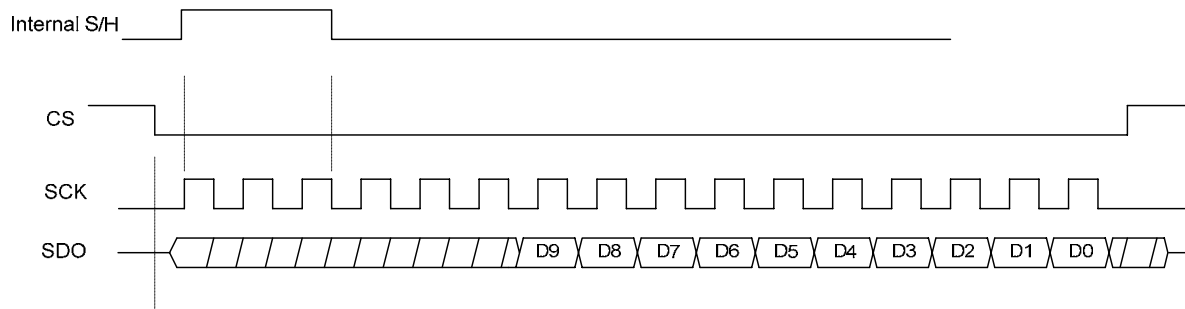 Internal S/H
CS
SCK
SDO D9 D8 D7 D6 D5 D4 D3 D2 D1 D0